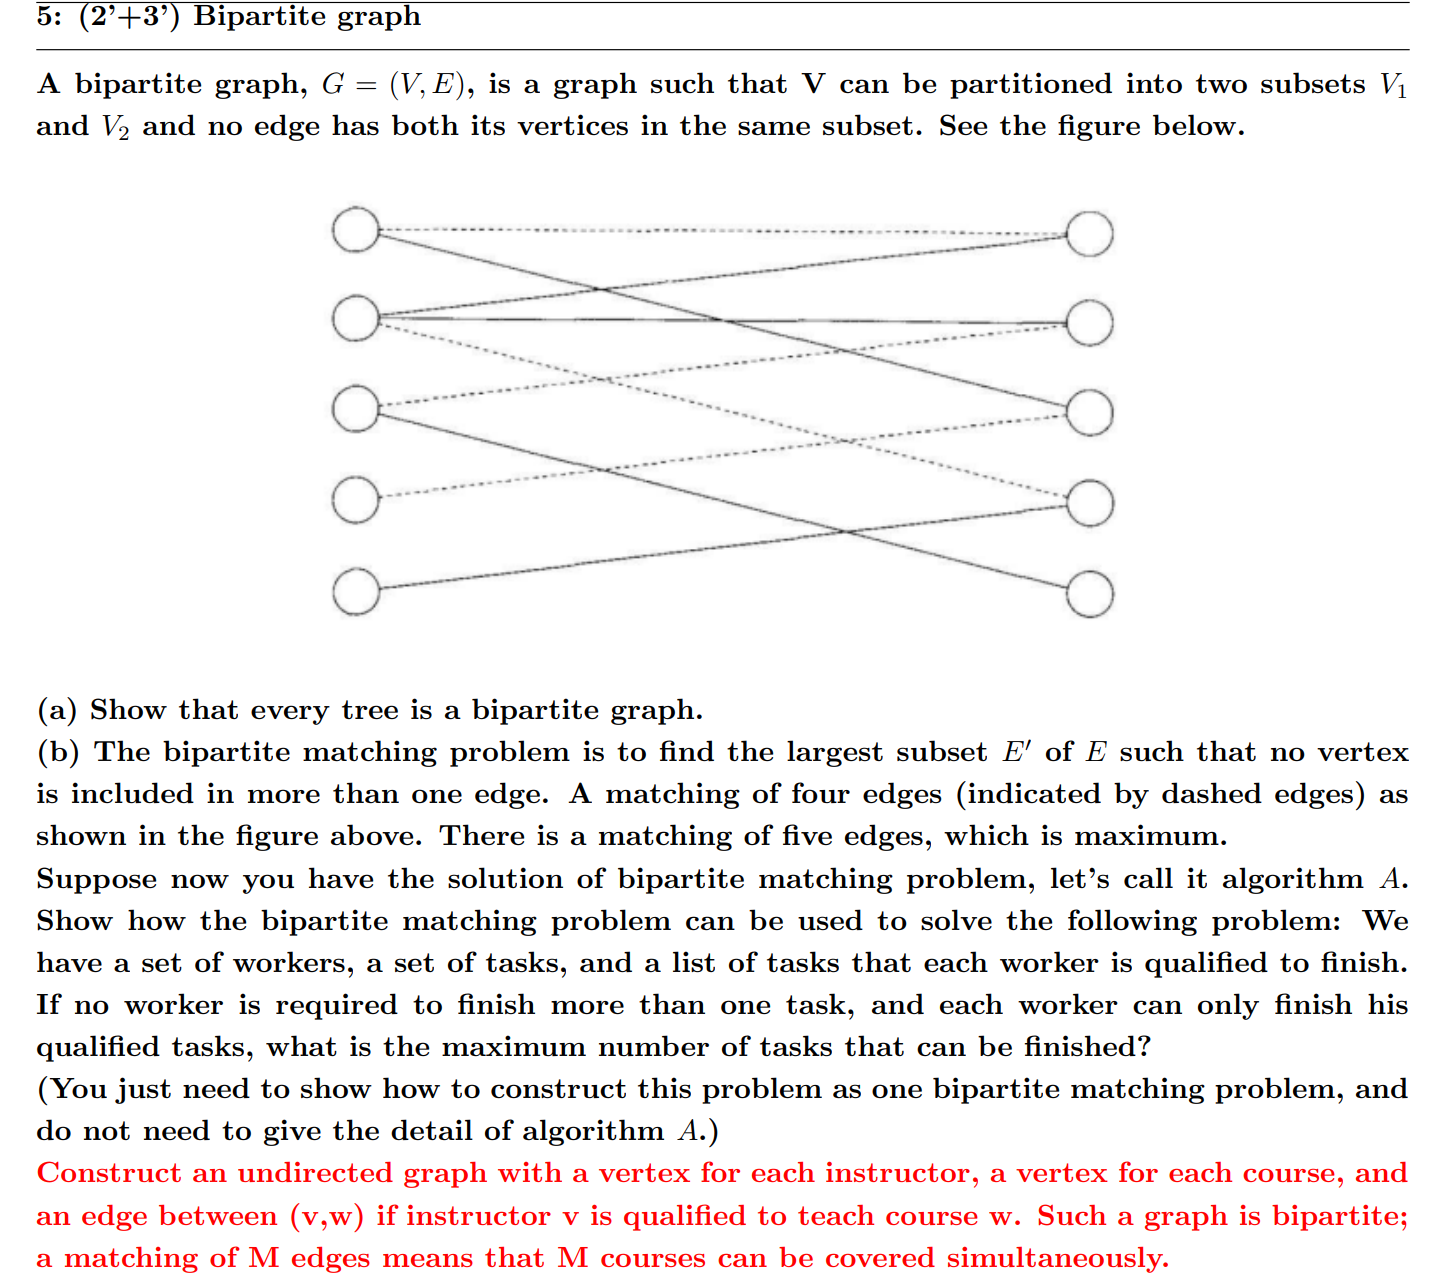 5: (2'+3') Bipartite graph
A bipartite graph, G = (V, E), is a graph such that V can be partitioned into two subsets V₁
and V₂ and no edge has both its vertices in the same subset. See the figure below.
(a) Show that every tree is a bipartite graph.
(b) The bipartite matching problem is to find the largest subset E′ of E such that no vertex
is included in more than one edge. A matching of four edges (indicated by dashed edges) as
shown in the figure above. There is a matching of five edges, which is maximum.
Suppose now you have the solution of bipartite matching problem, let's call it algorithm A.
Show how the bipartite matching problem can be used to solve the following problem: We
have a set of workers, a set of tasks, and a list of tasks that each worker is qualified to finish.
If no worker is required to finish more than one task, and each worker can only finish his
qualified tasks, what is the maximum number of tasks that can be finished?
(You just need to show how to construct this problem as one bipartite matching problem, and
do not need to give the detail of algorithm A.)
Construct an undirected graph with a vertex for each instructor, a vertex for each course, and
an edge between (v,w) if instructor v is qualified to teach course w. Such a graph is bipartite;
a matching of M edges means that M courses can be covered simultaneously.